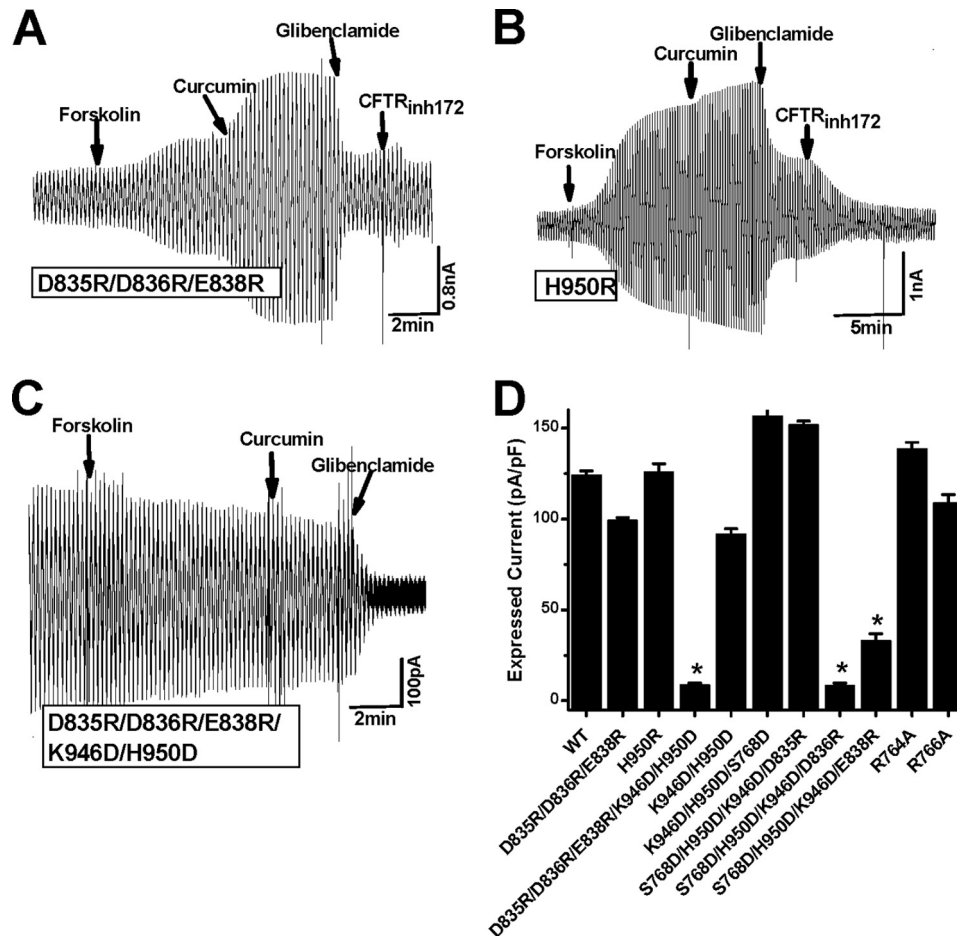 A
Forskolin
Curcumin
Glibenclamide
CFTRinh172
D835R/D836R/E838R
0.8nA
2min
B
Forskolin
Curcumin
Glibenclamide
CFTRinh172
H950R
1nA
5min
C
Forskolin
Curcumin
Glibenclamide
D835R/D836R/E838R/
K946D/H950D
100pA
2min
D
Expressed Current (pA/pF)
150
100
50
0
*
*
*
WT
D835R/D836R/E838R
H950R
D835R/D836R/E838R/K946D/H950D
K946D/H950D
K946D/H950D/S768D
S768D/H950D/K946D/D835R
S768D/H950D/K946D/D836R
S768D/H950D/K946D/E838R
R764A
R766A